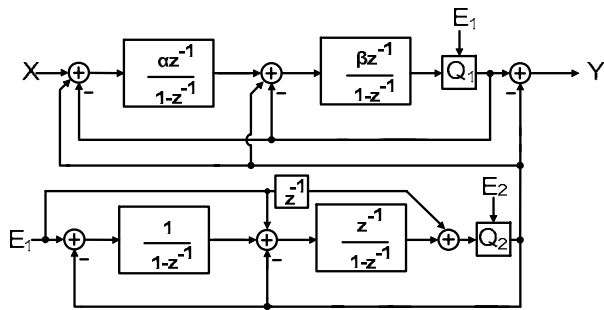 E₁
X + αz⁻¹ + βz⁻¹ Q₁ + Y
1-z⁻¹ 1-z⁻¹
- - -
z⁻¹ E₂
E₁ + 1 + z⁻¹ + Q₂
1-z⁻¹ 1-z⁻¹
- -